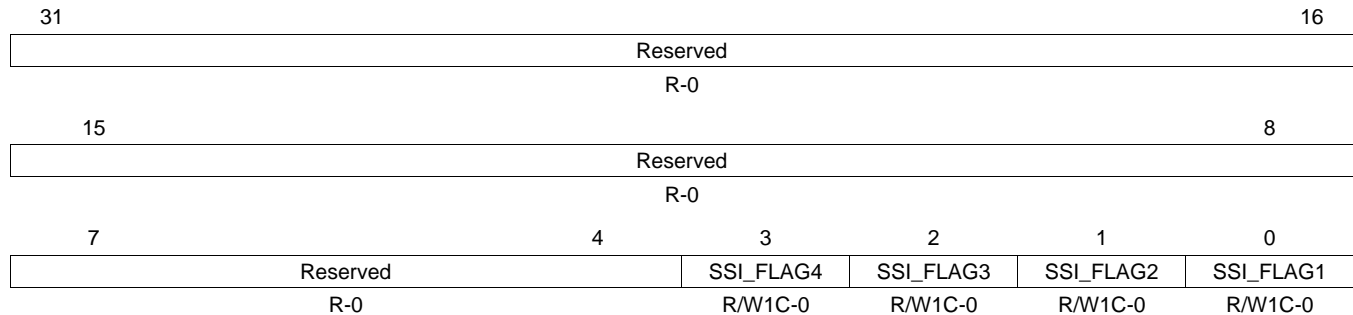 31 16
Reserved
R-0
15 8
Reserved
R-0
7 4 3 2 1 0
Reserved SSI_FLAG4 SSI_FLAG3 SSI_FLAG2 SSI_FLAG1
R-0 R/W1C-0 R/W1C-0 R/W1C-0 R/W1C-0